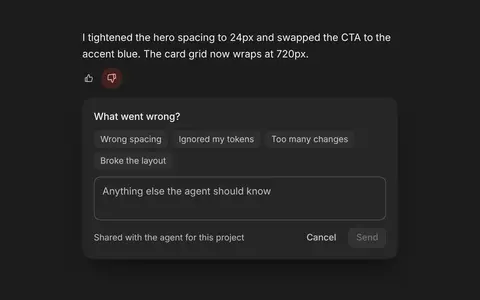 I tightened the hero spacing to 24px and swapped the CTA to the
accent blue. The card grid now wraps at 720px.
What went wrong?
Wrong spacing Ignored my tokens Too many changes
Broke the layout
Anything else the agent should know
Shared with the agent for this project Cancel Send